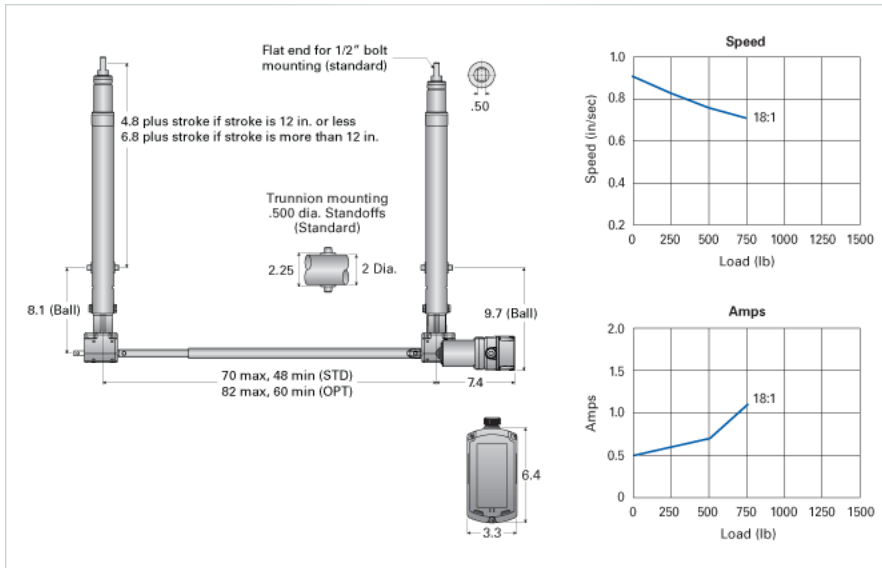 Flat end for 1/2" bolt
mounting (standard)
.50
4.8 plus stroke if stroke is 12 in. or less
6.8 plus stroke if stroke is more than 12 in.
Trunnion mounting
.500 dia. Standoffs
(Standard)
2.25
2 Dia.
8.1 (Ball)
9.7 (Ball)
70 max, 48 min (STD)
82 max, 60 min (OPT)
7.4
6.4
3.3
Speed
Speed (in/sec)
1.0
0.8
0.6
0.4
0.2
18:1
0 250 500 750 1000 1250 1500
Load (lb)
Amps
Amps
2.0
1.5
1.0
0.5
0
18:1
0 250 500 750 1000 1250 1500
Load (lb)